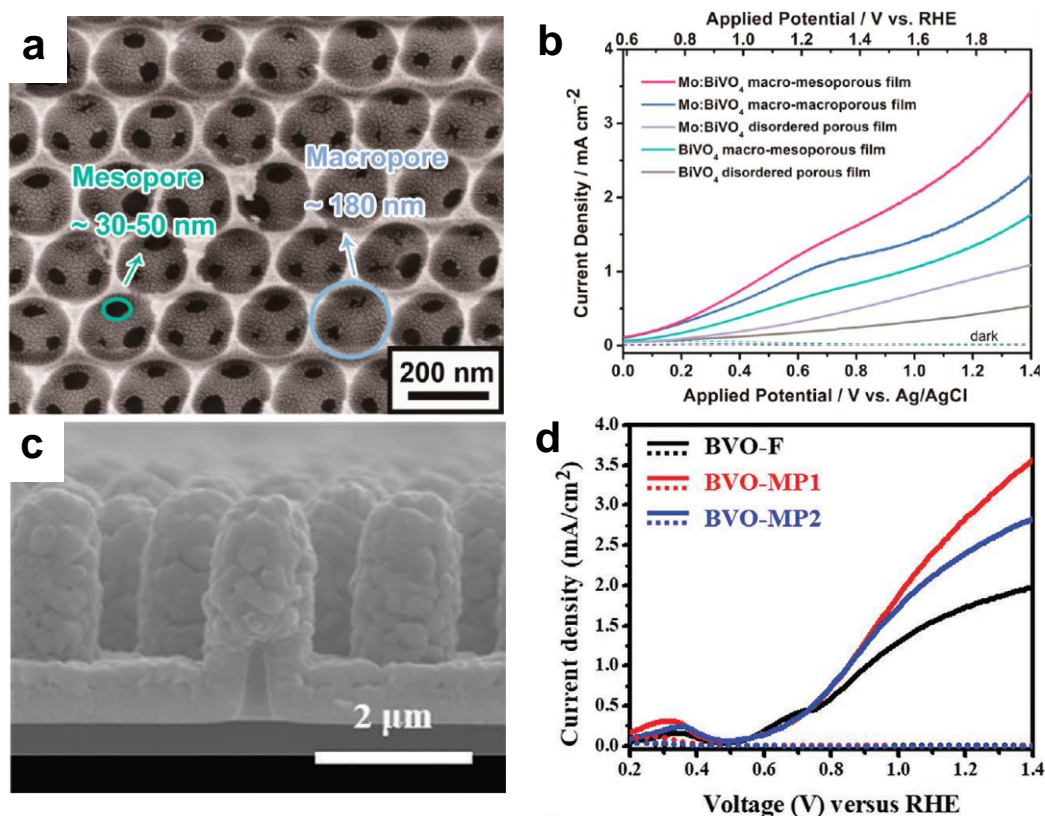 a
Mesopore
~ 30-50 nm
Macropore
~ 180 nm
200 nm
b
Applied Potential / V vs. RHE
0.6 0.8 1.0 1.2 1.4 1.6 1.8
Current Density / mA cm⁻²
4
3
2
1
0
Mo:BiVO₄ macro-mesoporous film
Mo:BiVO₄ macro-macroporous film
Mo:BiVO₄ disordered porous film
BiVO₄ macro-mesoporous film
BiVO₄ disordered porous film
dark
0.0 0.2 0.4 0.6 0.8 1.0 1.2 1.4
Applied Potential / V vs. Ag/AgCl
c
2 μm
d
Current density (mA/cm²)
4.0
3.5
3.0
2.5
2.0
1.5
1.0
0.5
0.0
BVO-F
BVO-MP1
BVO-MP2
0.2 0.4 0.6 0.8 1.0 1.2 1.4
Voltage (V) versus RHE